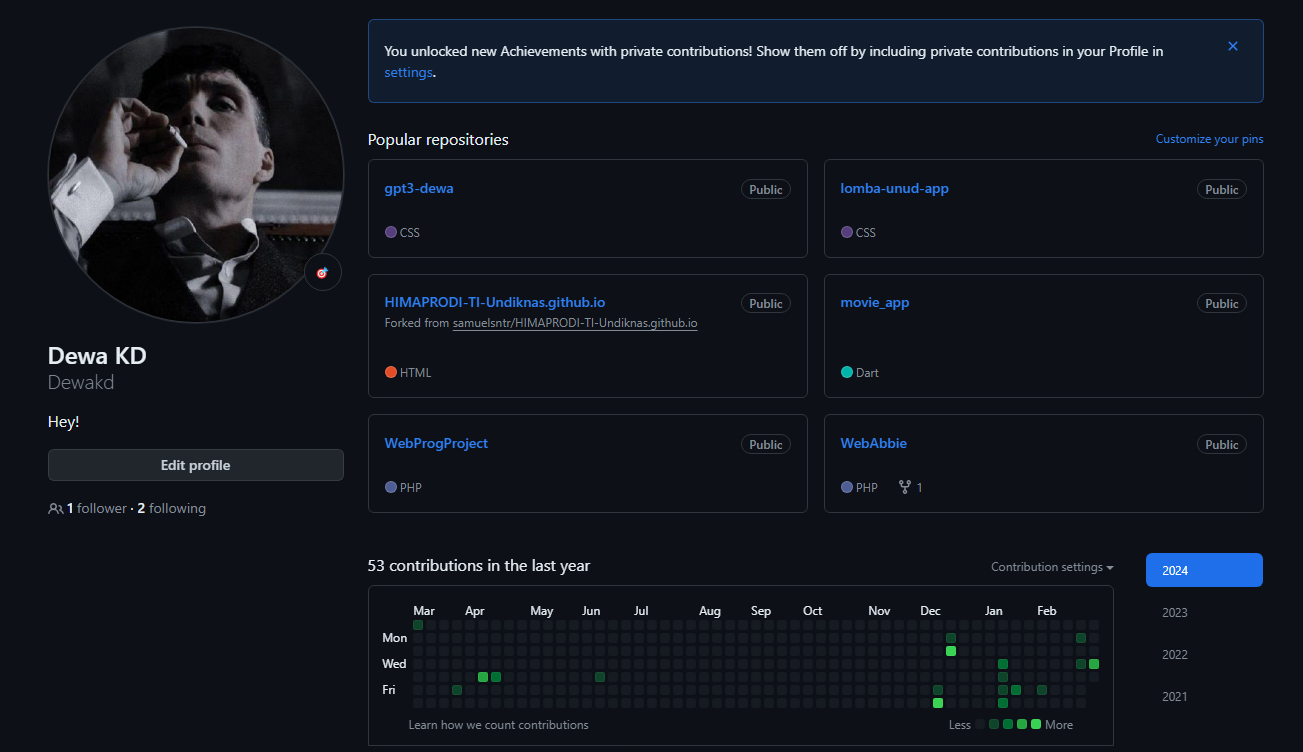 You unlocked new Achievements with private contributions! Show them off by including private contributions in your Profile in
settings.
Dewa KD
Dewakd
Hey!
Edit profile
1 follower · 2 following
Popular repositories
Customize your pins
gpt3-dewa
Public
CSS
lomba-unud-app
Public
CSS
HIMAPRODI-TI-Undiknas.github.io
Public
Forked from samuelsntr/HIMAPRODI-TI-Undiknas.github.io
HTML
movie_app
Public
Dart
WebProgProject
Public
PHP
WebAbbie
Public
PHP 1
53 contributions in the last year
Contribution settings
2024
2023
2022
2021
Mar Apr May Jun Jul Aug Sep Oct Nov Dec Jan Feb
Mon
Wed
Fri
Learn how we count contributions
Less More